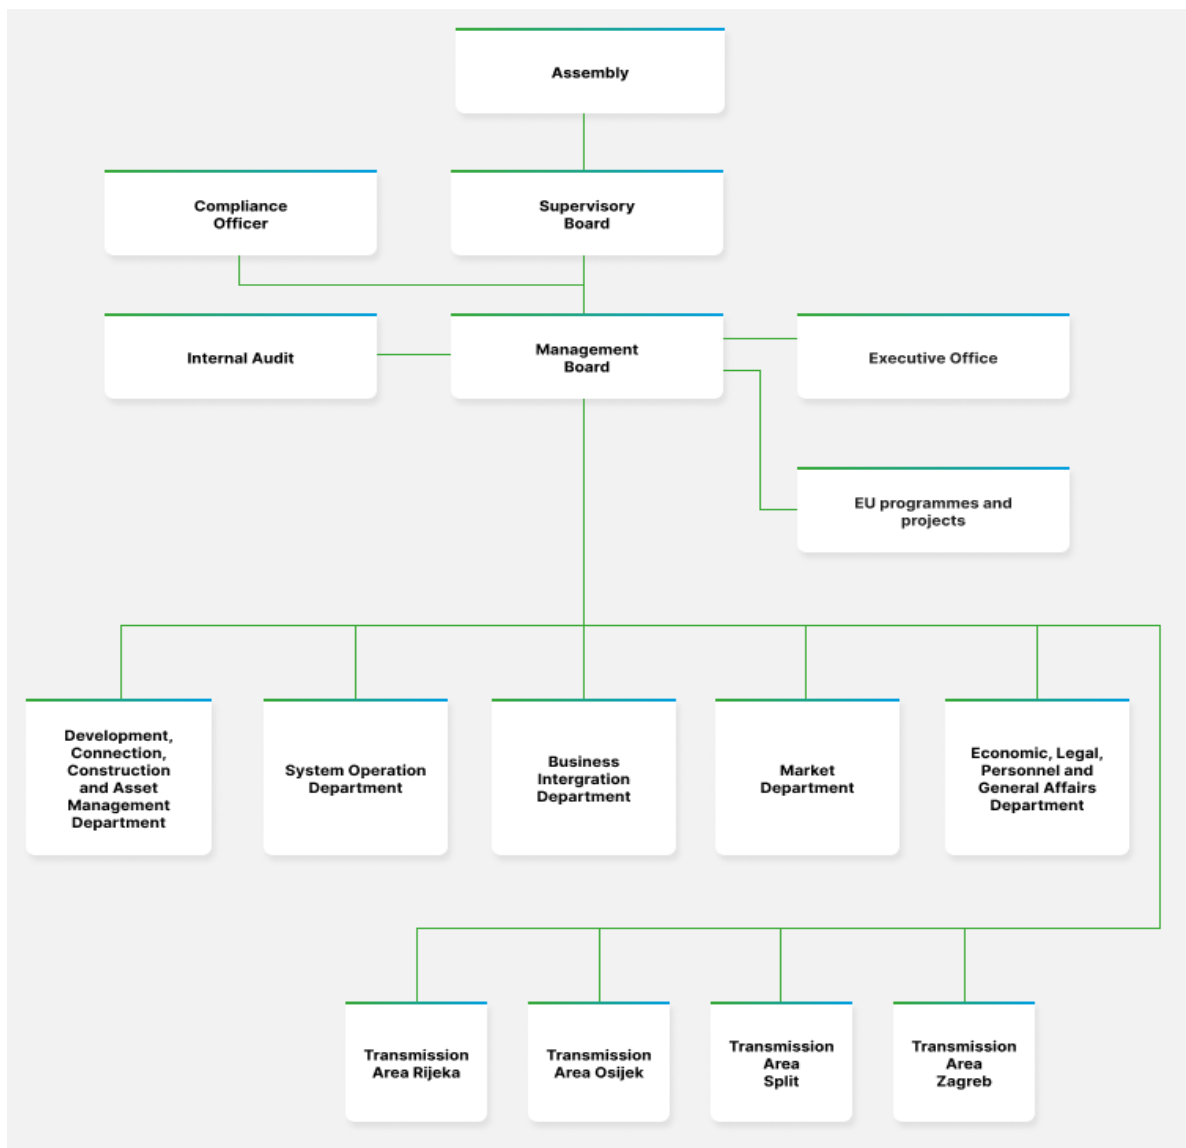 Assembly
Compliance
Officer
Supervisory
Board
Internal Audit
Management
Board
Executive Office
EU programmes and
projects
Development,
Connection,
Construction
and Asset
Management
Department
System Operation
Department
Business
Intergration
Department
Market
Department
Economic, Legal,
Personnel and
General Affairs
Department
Transmission
Area Rijeka
Transmission
Area Osijek
Transmission
Area
Split
Transmission
Area
Zagreb